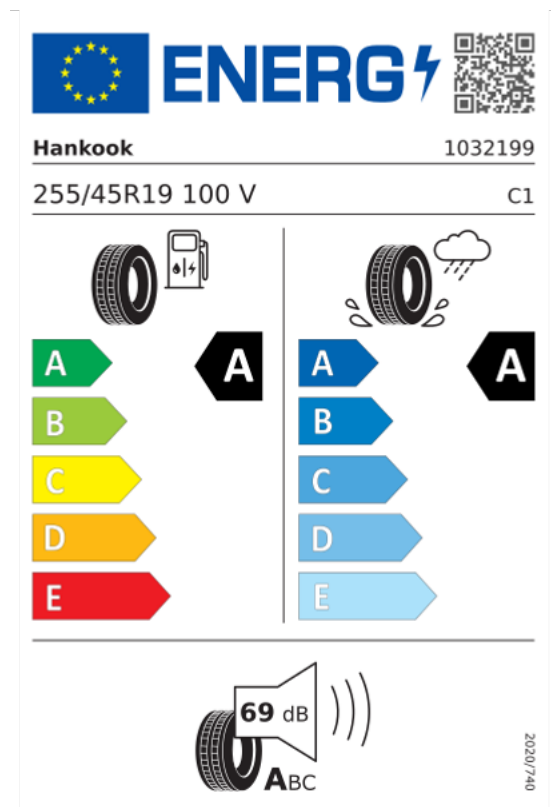 ENERG
Hankook 1032199
255/45R19 100 V C1
A A A A
B B
C C
D D
E E
69 dB
ABC
2020/740